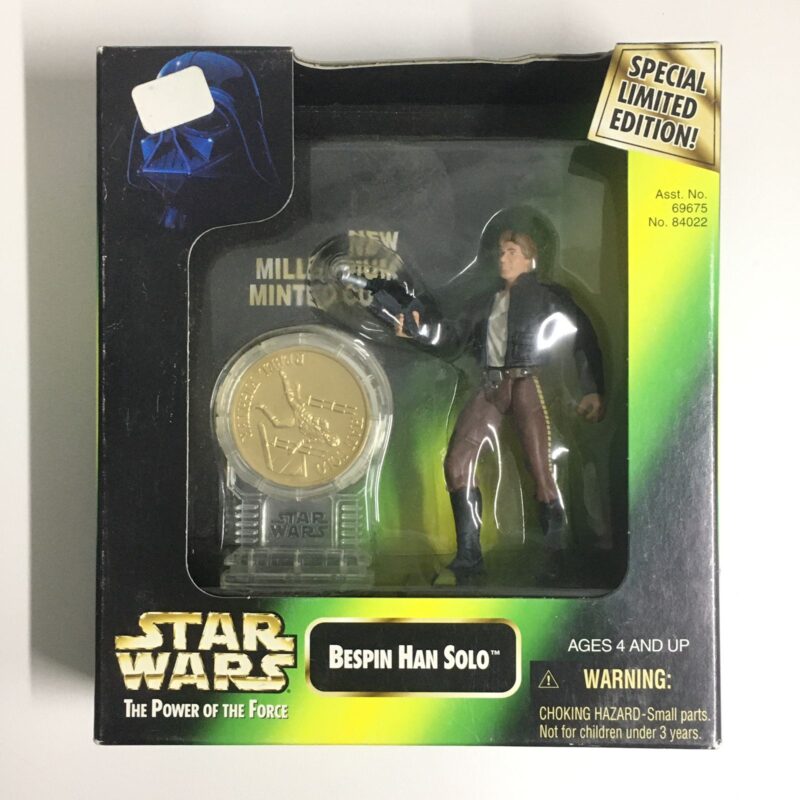 SPECIAL
LIMITED
EDITION!
Asst. No.
69675
No. 84022
NEW
MINTED
STAR
WARS
STAR
WARS
THE POWER OF THE FORCE
BESPIN HAN SOLO™
AGES 4 AND UP
WARNING:
CHOKING HAZARD-Small parts.
Not for children under 3 years.